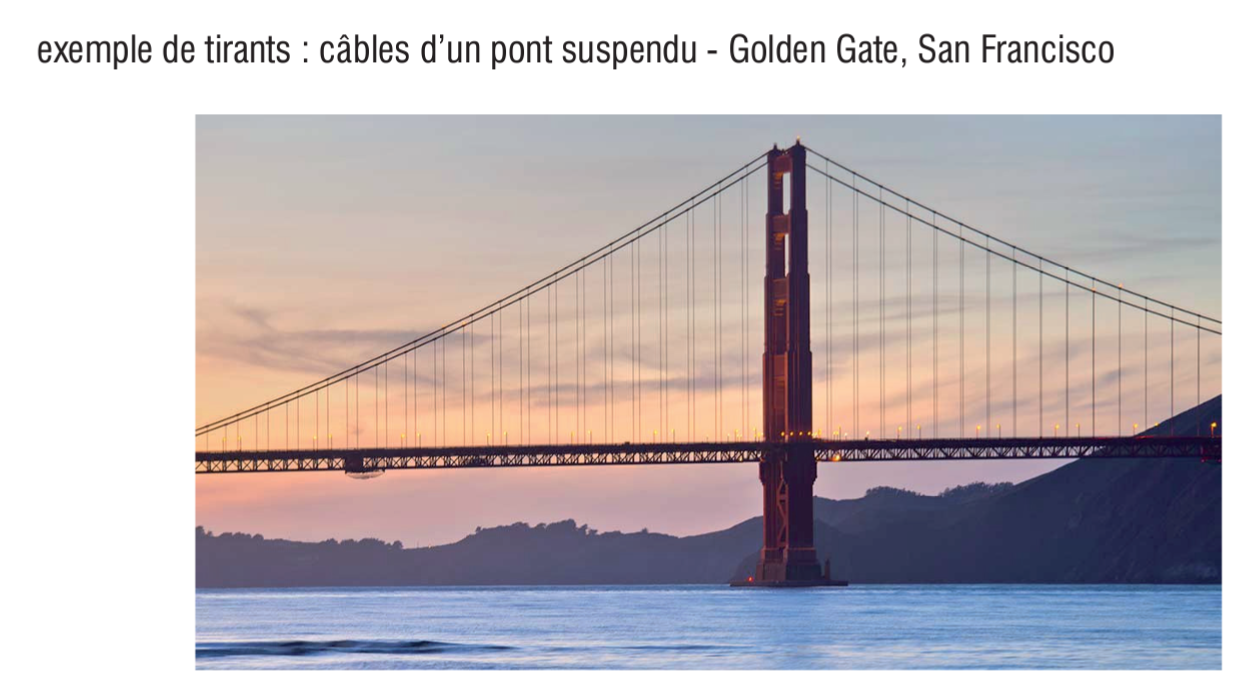 exemple de tirants : câbles d’un pont suspendu - Golden Gate, San Francisco